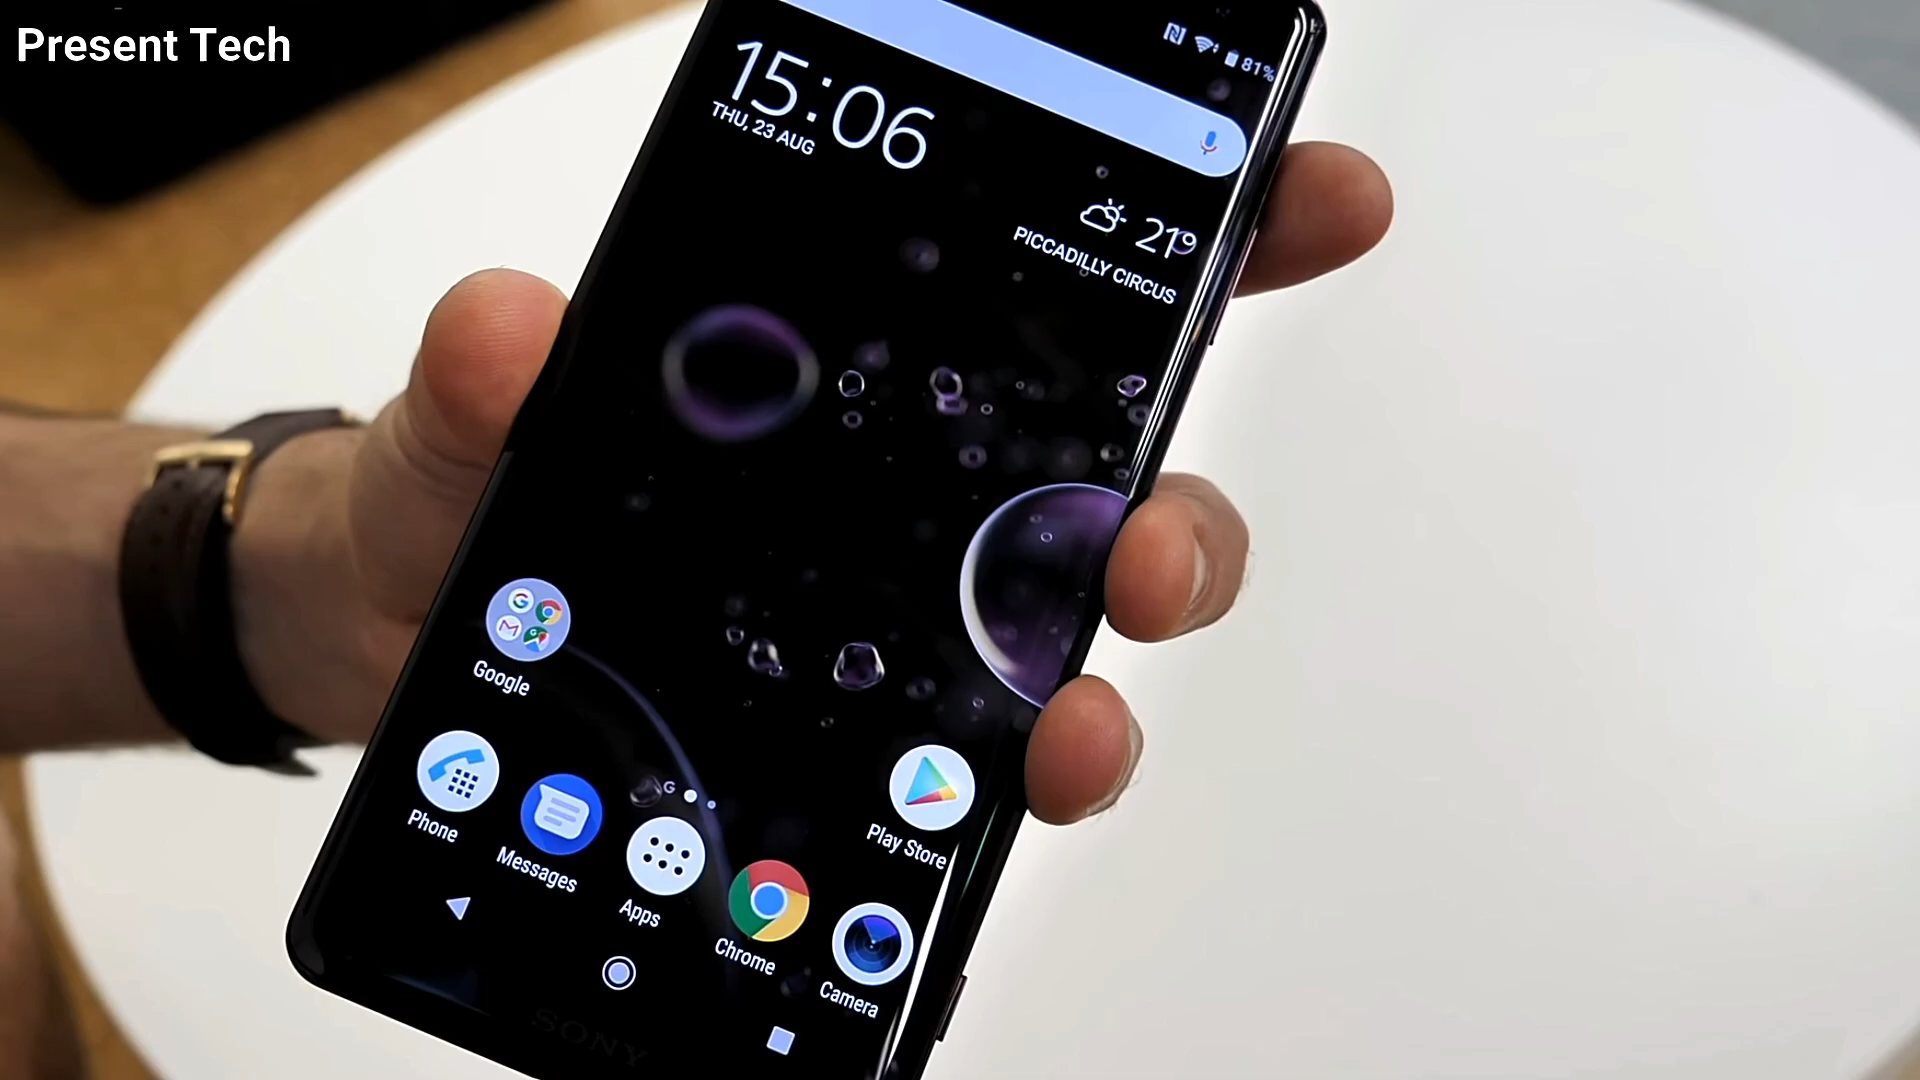 Present Tech
81%
15:06
THU, 23 AUG
21°
PICCADILLY CIRCUS
Google
Phone
Messages
Apps
Chrome
Camera
Play Store
G
SONY